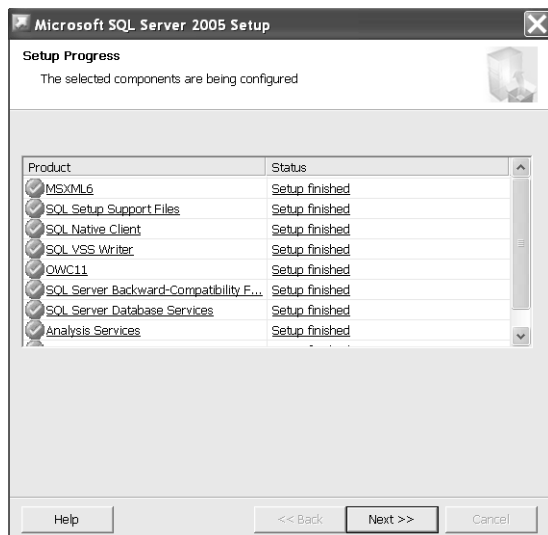 Microsoft SQL Server 2005 Setup
Setup Progress
The selected components are being configured
Product Status
MSXML6 Setup finished
SQL Setup Support Files Setup finished
SQL Native Client Setup finished
SQL VSS Writer Setup finished
OWC11 Setup finished
SQL Server Backward-Compatibility F... Setup finished
SQL Server Database Services Setup finished
Analysis Services Setup finished
Help << Back Next >> Cancel